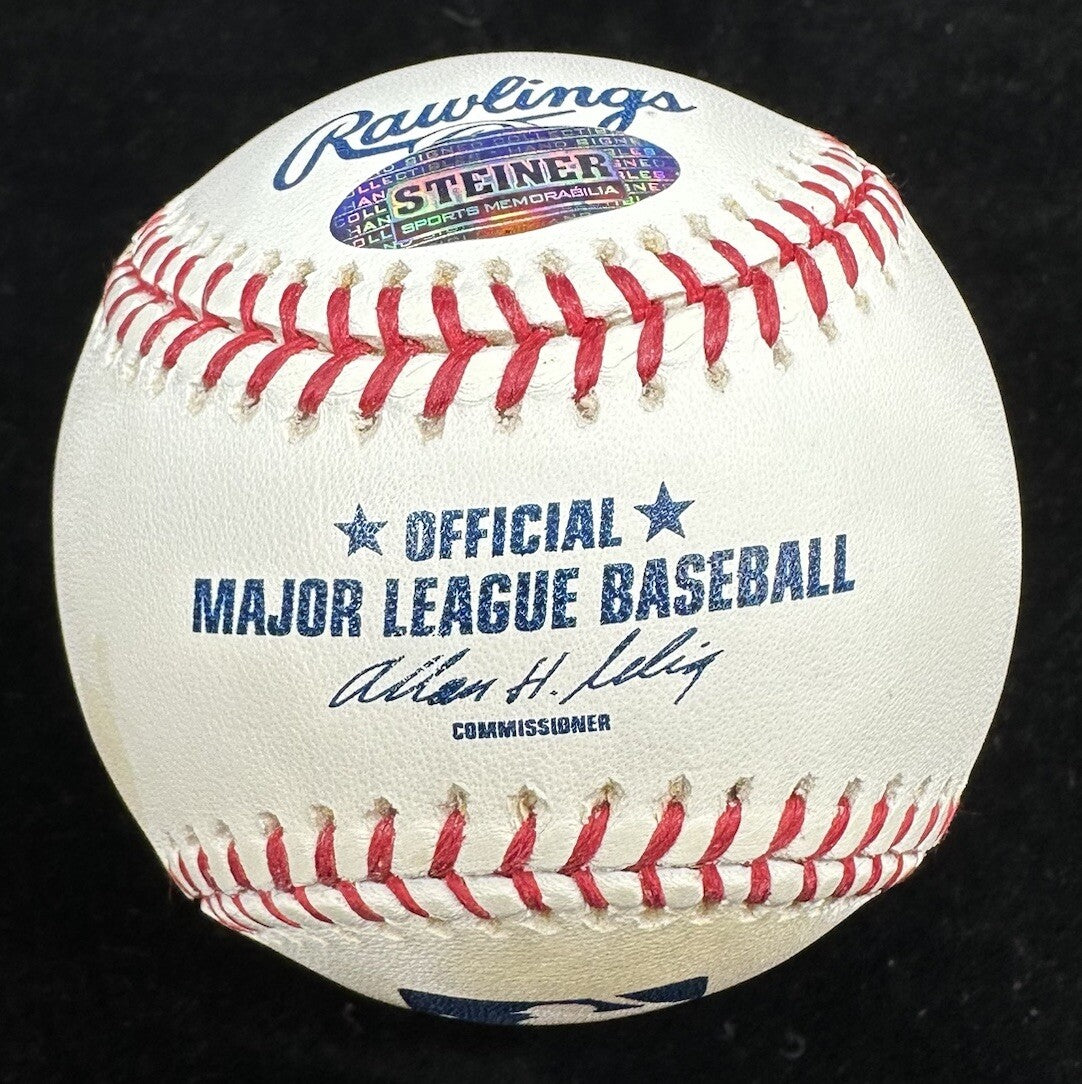 Rawlings
STEINER
SPORTS MEMORABILIA
OFFICIAL
MAJOR LEAGUE BASEBALL
Allan H. Selig
COMMISSIONER